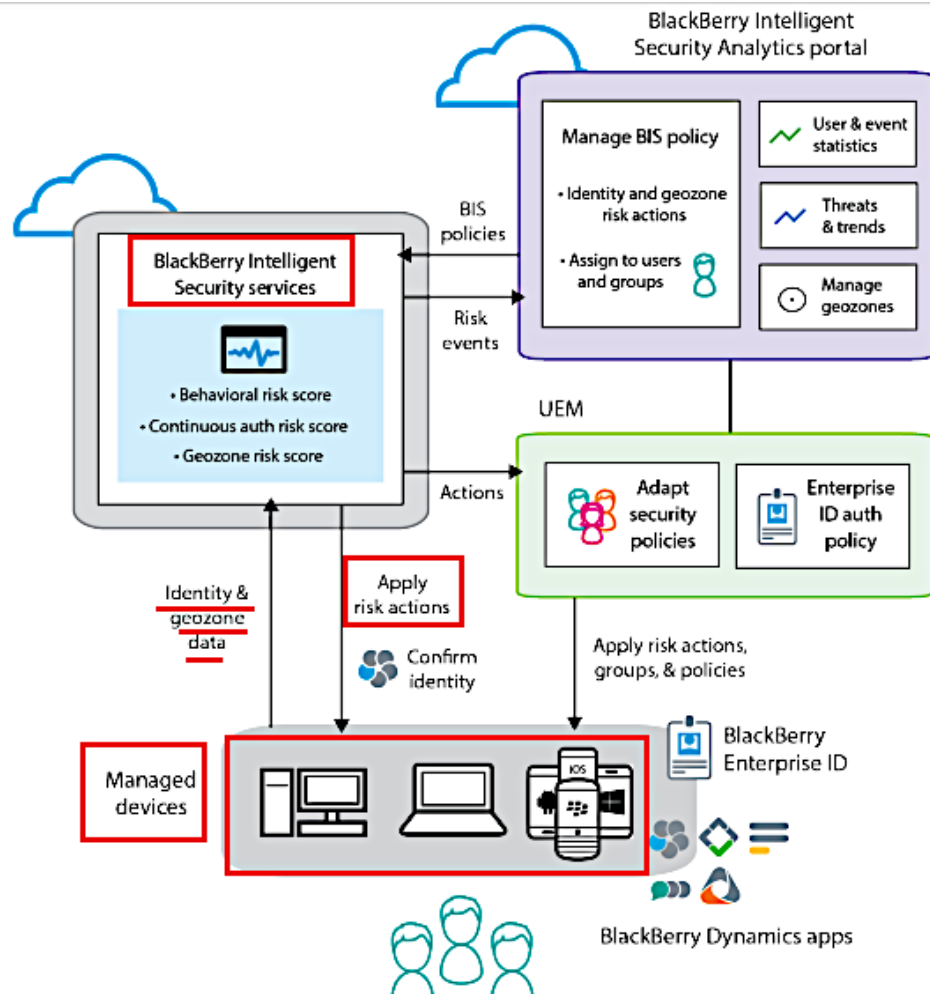 BlackBerry Intelligent
Security Analytics portal
Manage BIS policy
• Identity and geozone
risk actions
• Assign to users
and groups
User & event
statistics
Threats
& trends
Manage
geozones
BIS
policies
Risk
events
BlackBerry Intelligent
Security services
• Behavioral risk score
• Continuous auth risk score
• Geozone risk score
UEM
Actions
Adapt
security
policies
Enterprise
ID auth
policy
Identity &
geozone
data
Apply
risk actions
Confirm
identity
Apply risk actions,
groups, & policies
Managed
devices
iOS
BlackBerry
Enterprise ID
BlackBerry Dynamics apps